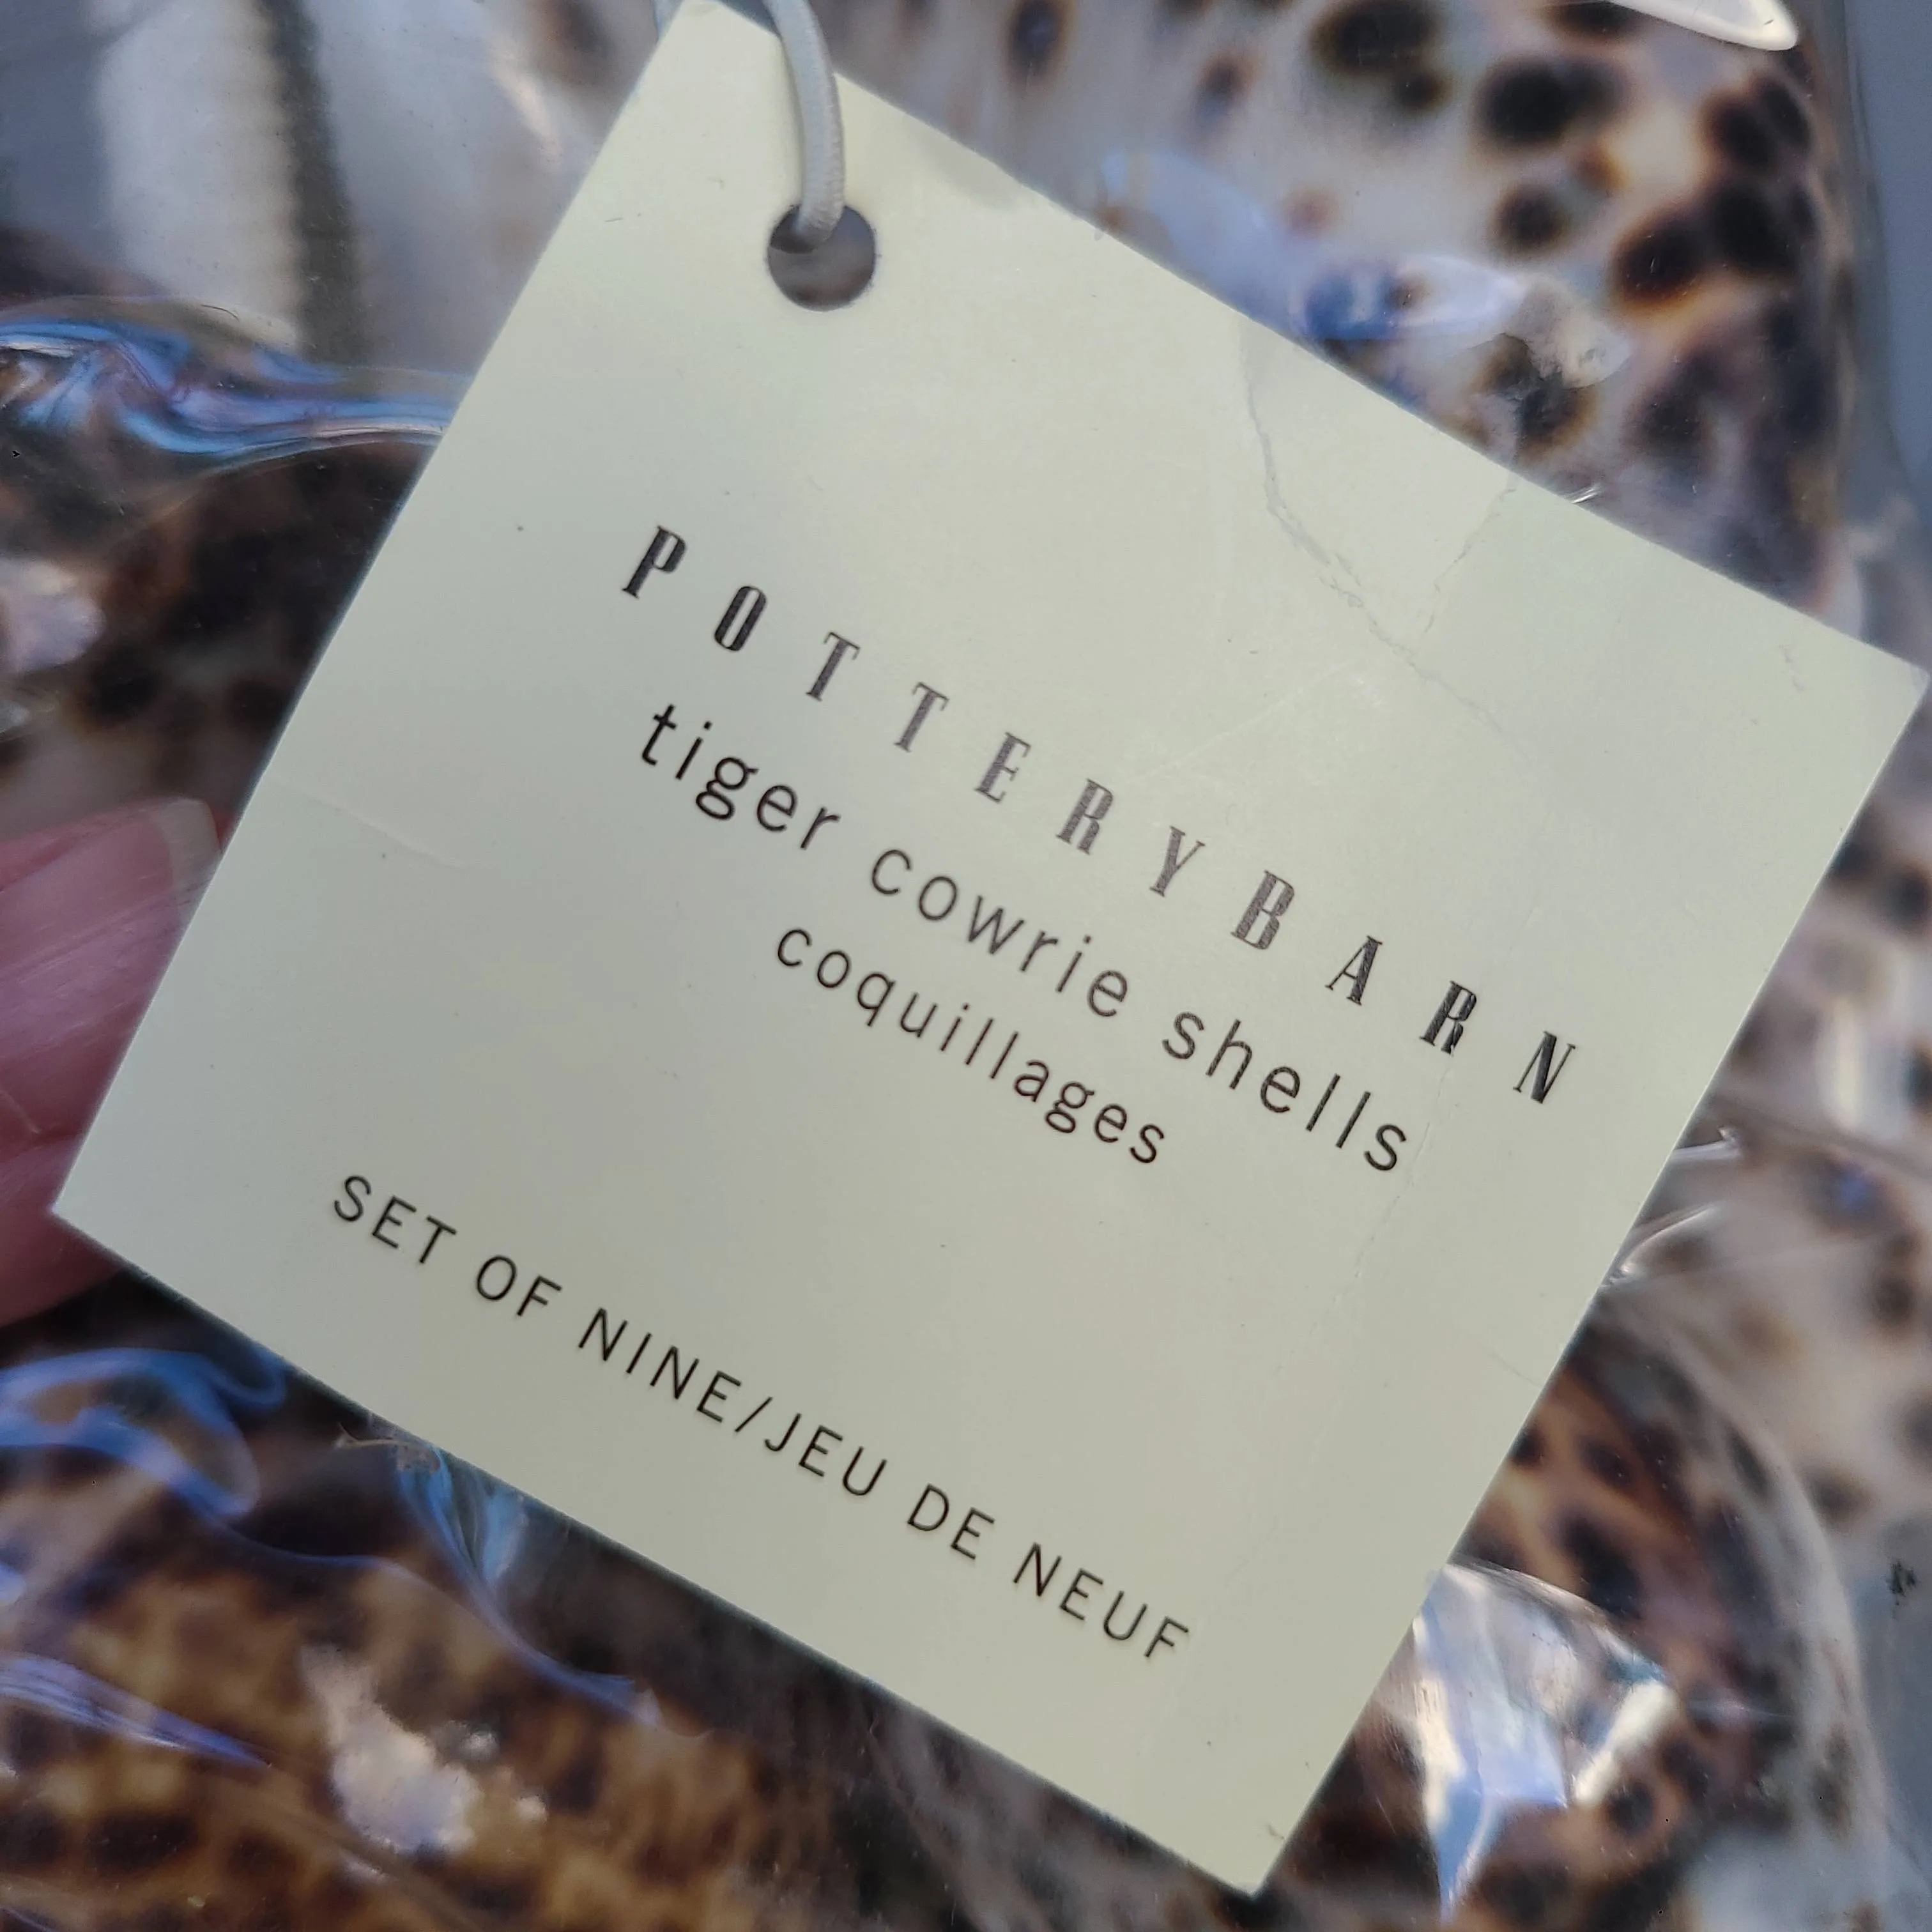 POTTERYBARN
tiger cowrie shells
coquillages
SET OF NINE/JEU DE NEUF